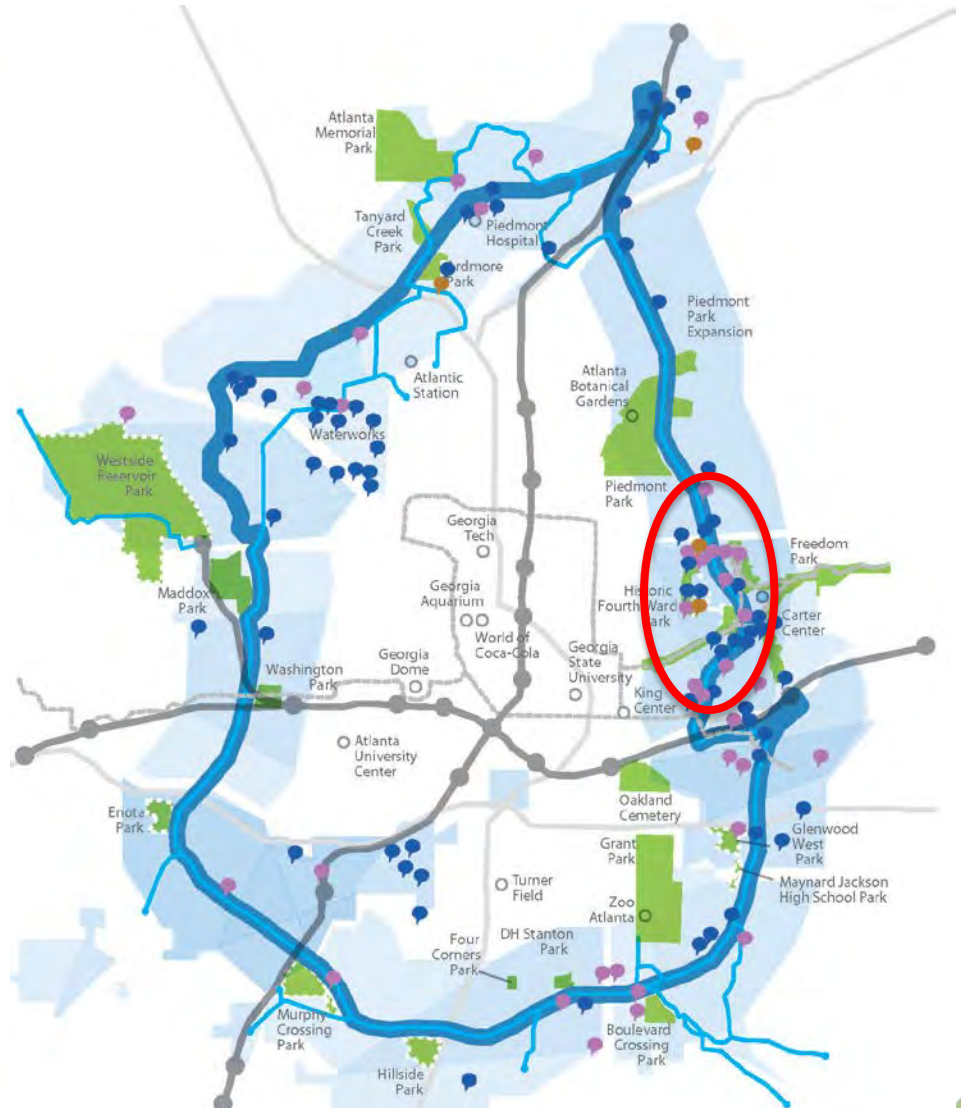 Atlanta
Memorial
Park
Tanyard
Creek
Park
Piedmont
Hospital
Ardmore
Park
Piedmont
Park
Expansion
Atlantic
Station
Atlanta
Botanical
Gardens
Waterworks
Westside
Reservoir
Park
Piedmont
Park
Georgia
Tech
Freedom
Park
Maddox
Park
Georgia
Aquarium
Historic
Fourth Ward
Park
World of
Coca-Cola
Carter
Center
Georgia
State
University
Georgia
Dome
Washington
Park
King
Center
Atlanta
University
Center
Enota
Park
Oakland
Cemetery
Glenwood
West
Park
Grant
Park
Maynard Jackson
High School Park
Turner
Field
Zoo
Atlanta
DH Stanton
Park
Four
Corners
Park
Murphy
Crossing
Park
Boulevard
Crossing
Park
Hillside
Park